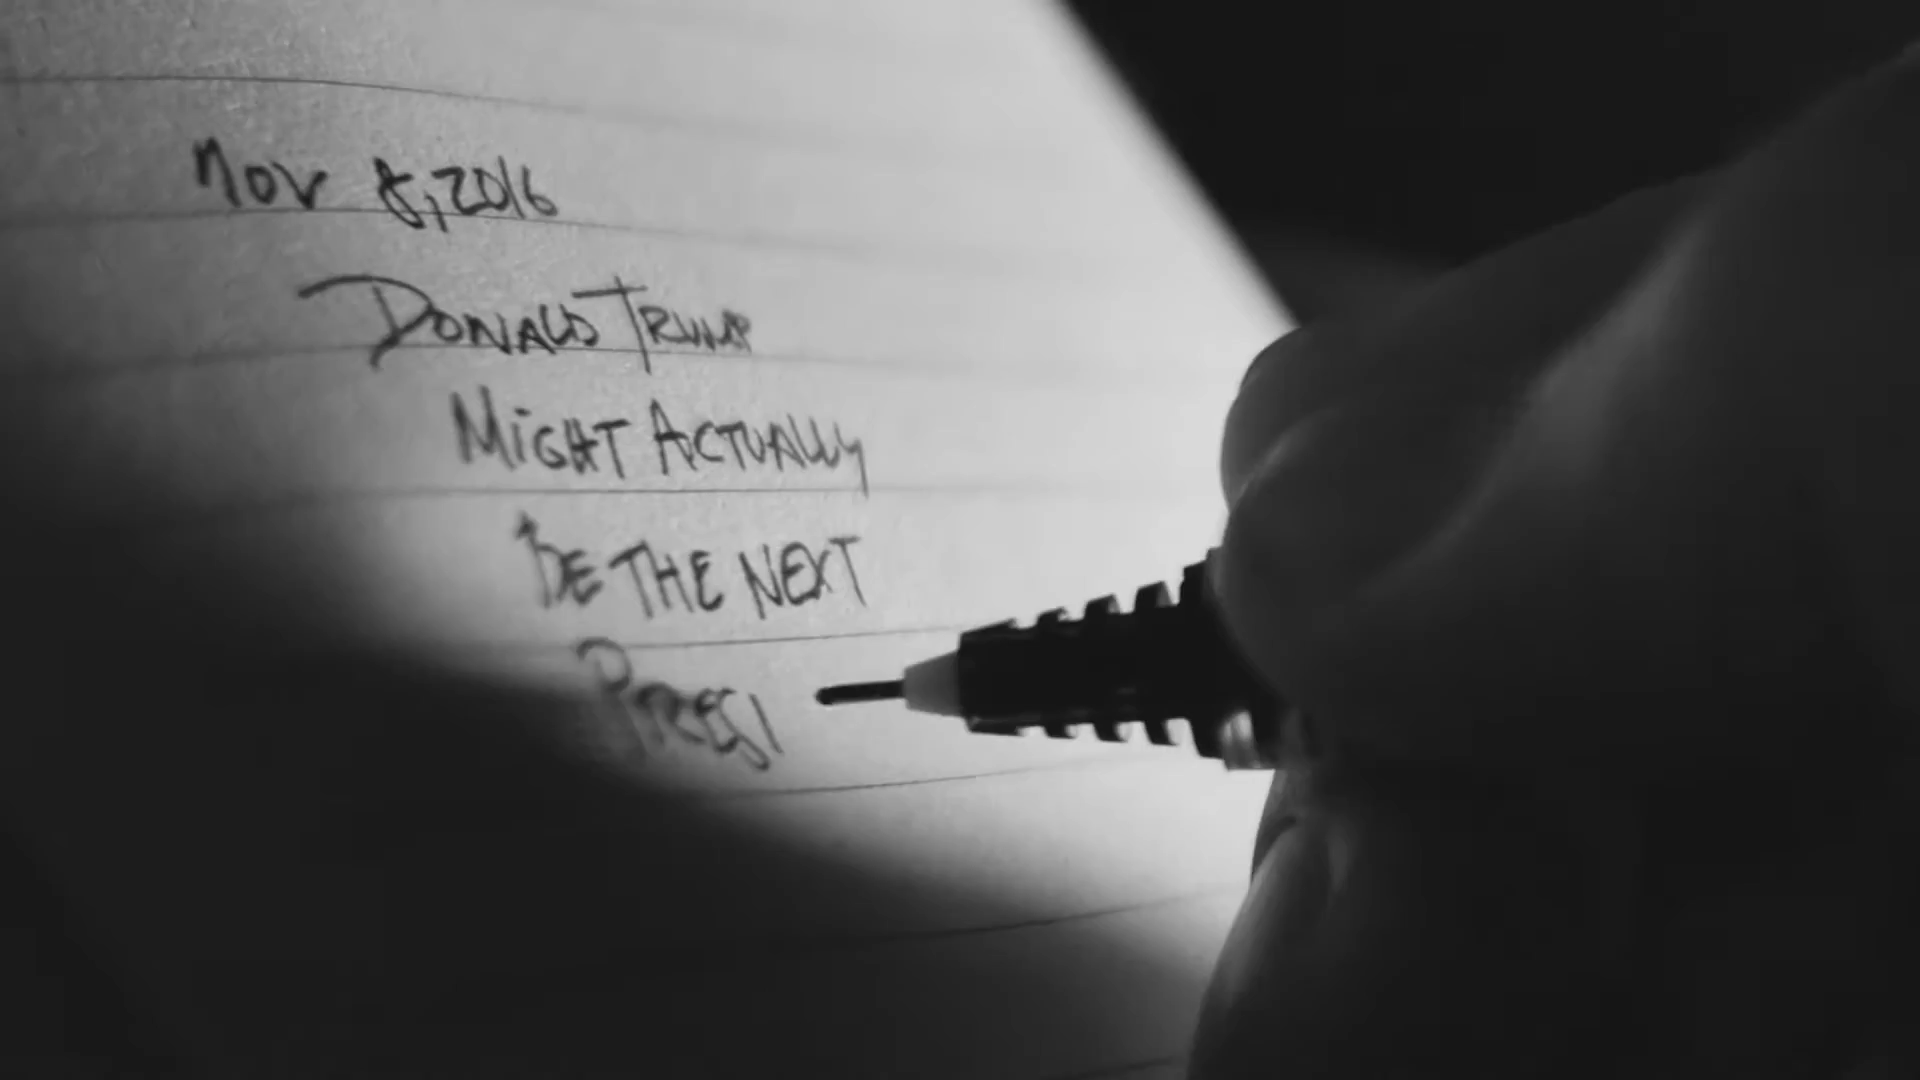 Nov 8, 2016
DONALD TRUMP
MiGHT ACTUALLY
BE THE NEXT
PRESI